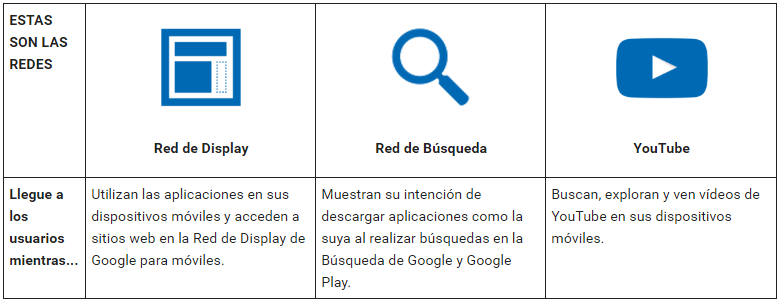 ESTAS
SON LAS
REDES
Red de Display
Red de Búsqueda
YouTube
Llegue a
los
usuarios
mientras...
Utilizan las aplicaciones en sus
dispositivos móviles y acceden a
sitios web en la Red de Display de
Google para móviles.
Muestran su intención de
descargar aplicaciones como la
suya al realizar búsquedas en la
Búsqueda de Google y Google
Play.
Buscan, exploran y ven vídeos de
YouTube en sus dispositivos
móviles.